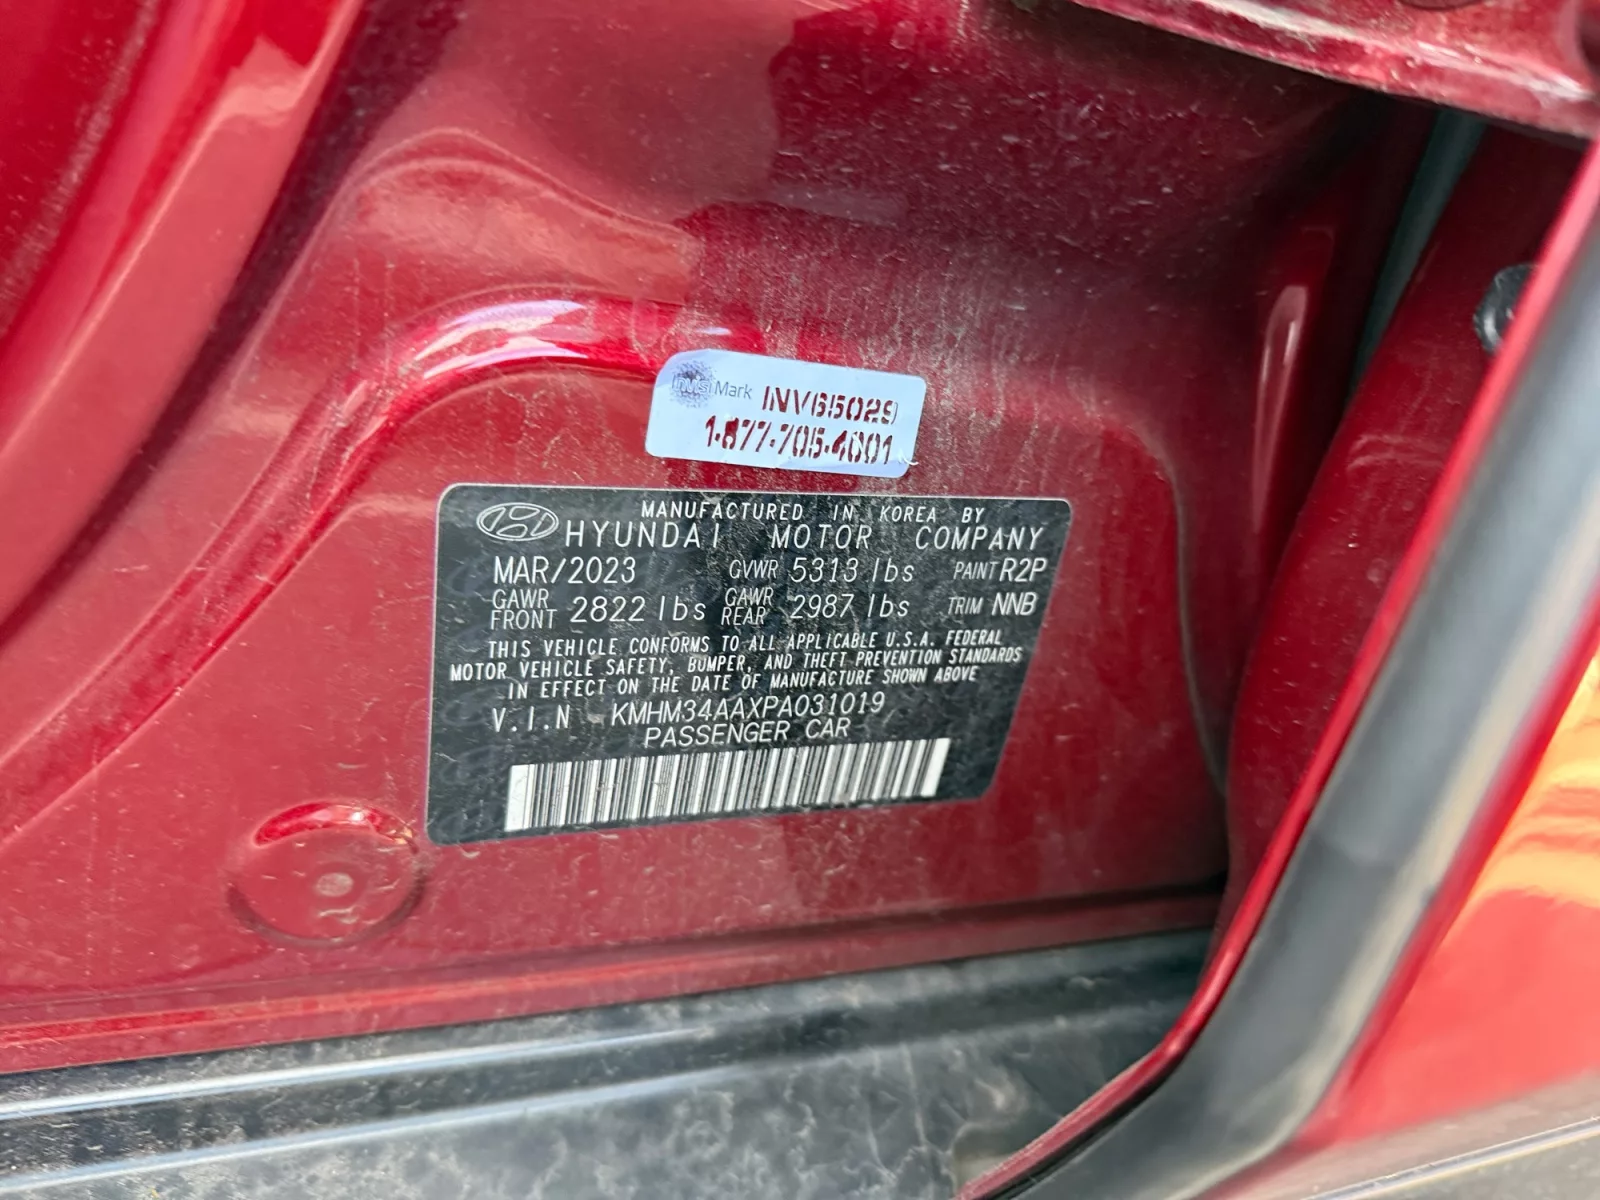 INViSi Mark INV65029
1-877-705-4001
MANUFACTURED IN KOREA BY
HYUNDAI MOTOR COMPANY
MAR/2023 GVWR 5313 lbs PAINT R2P
GAWR FRONT 2822 lbs GAWR REAR 2987 lbs TRIM NNB
THIS VEHICLE CONFORMS TO ALL APPLICABLE U.S.A. FEDERAL
MOTOR VEHICLE SAFETY, BUMPER, AND THEFT PREVENTION STANDARDS
IN EFFECT ON THE DATE OF MANUFACTURE SHOWN ABOVE
V.I.N KMHM34AAXPA031019
PASSENGER CAR